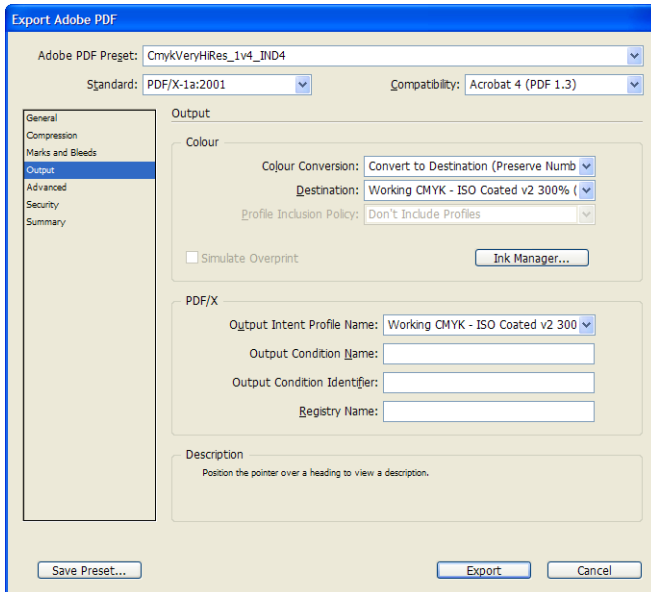 Export Adobe PDF
Adobe PDF Preset: CmykVeryHiRes_1v4_IND4
Standard: PDF/X-1a:2001 Compatibility: Acrobat 4 (PDF 1.3)
General
Compression
Marks and Bleeds
Output
Advanced
Security
Summary
Output
Colour
Colour Conversion: Convert to Destination (Preserve Numb
Destination: Working CMYK - ISO Coated v2 300% (
Profile Inclusion Policy: Don't Include Profiles
Simulate Overprint Ink Manager...
PDF/X
Output Intent Profile Name: Working CMYK - ISO Coated v2 300
Output Condition Name:
Output Condition Identifier:
Registry Name:
Description
Position the pointer over a heading to view a description.
Save Preset... Export Cancel